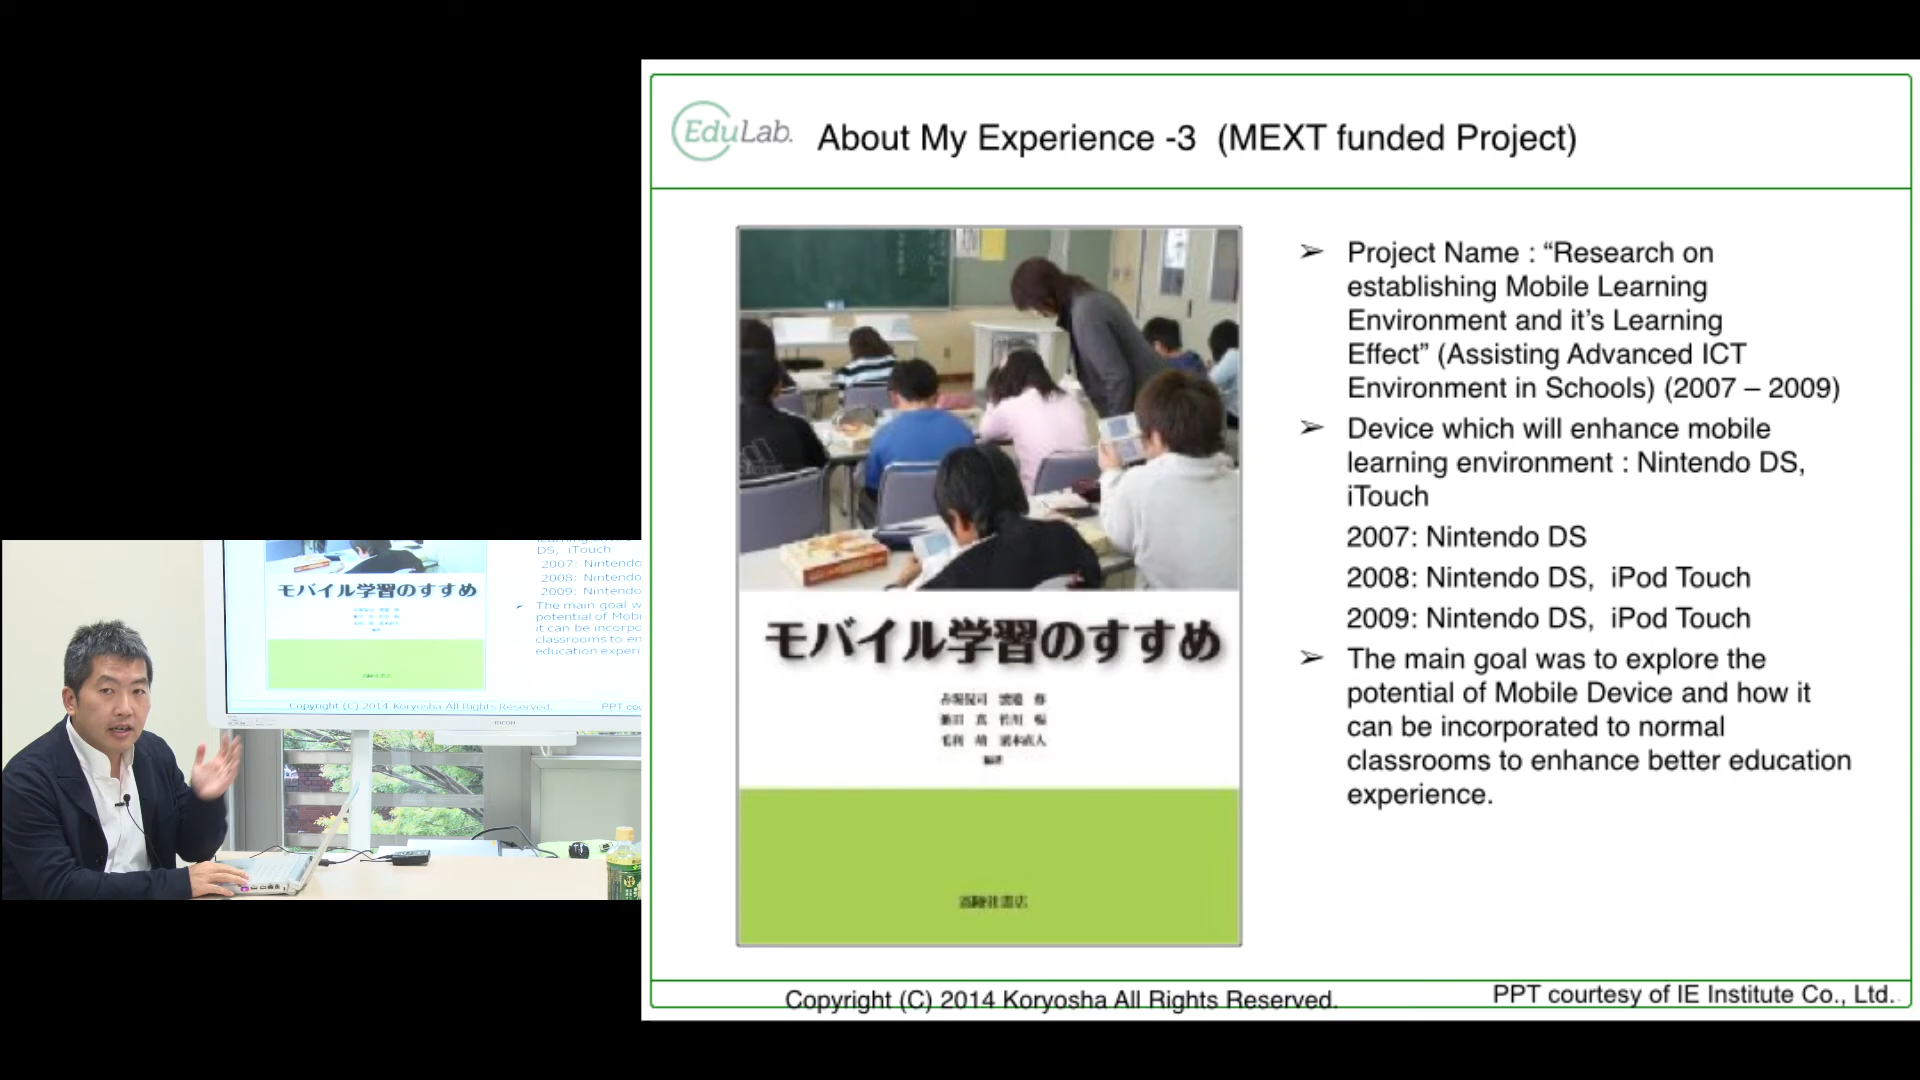 EduLab.
About My Experience -3 (MEXT funded Project)
モバイル学習のすすめ
編著
➢ Project Name : “Research on
establishing Mobile Learning
Environment and it’s Learning
Effect” (Assisting Advanced ICT
Environment in Schools) (2007 – 2009)
➢ Device which will enhance mobile
learning environment : Nintendo DS,
iTouch
2007: Nintendo DS
2008: Nintendo DS, iPod Touch
2009: Nintendo DS, iPod Touch
➢ The main goal was to explore the
potential of Mobile Device and how it
can be incorporated to normal
classrooms to enhance better education
experience.
Copyright (C) 2014 Koryosha All Rights Reserved.
PPT courtesy of IE Institute Co., Ltd.
DS, iTouch
2007: Nintendo
2008: Nintendo
2009: Nintendo
モバイル学習のすすめ
The main goal w
potential of Mobi
it can be incorpo
classrooms to en
education experi
Copyright (C) 2014 Koryosha All Rights Reserved.
PPT cou
RICOH